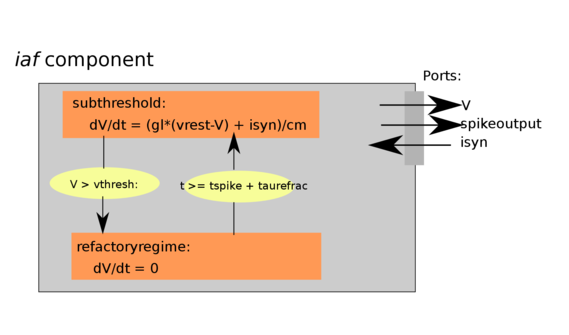 iaf component
Ports:
subthreshold:
dV/dt = (gl*(vrest-V) + isyn)/cm
V
spikeoutput
isyn
V > vthresh:
t >= tspike + taurefrac
refactoryregime:
dV/dt = 0